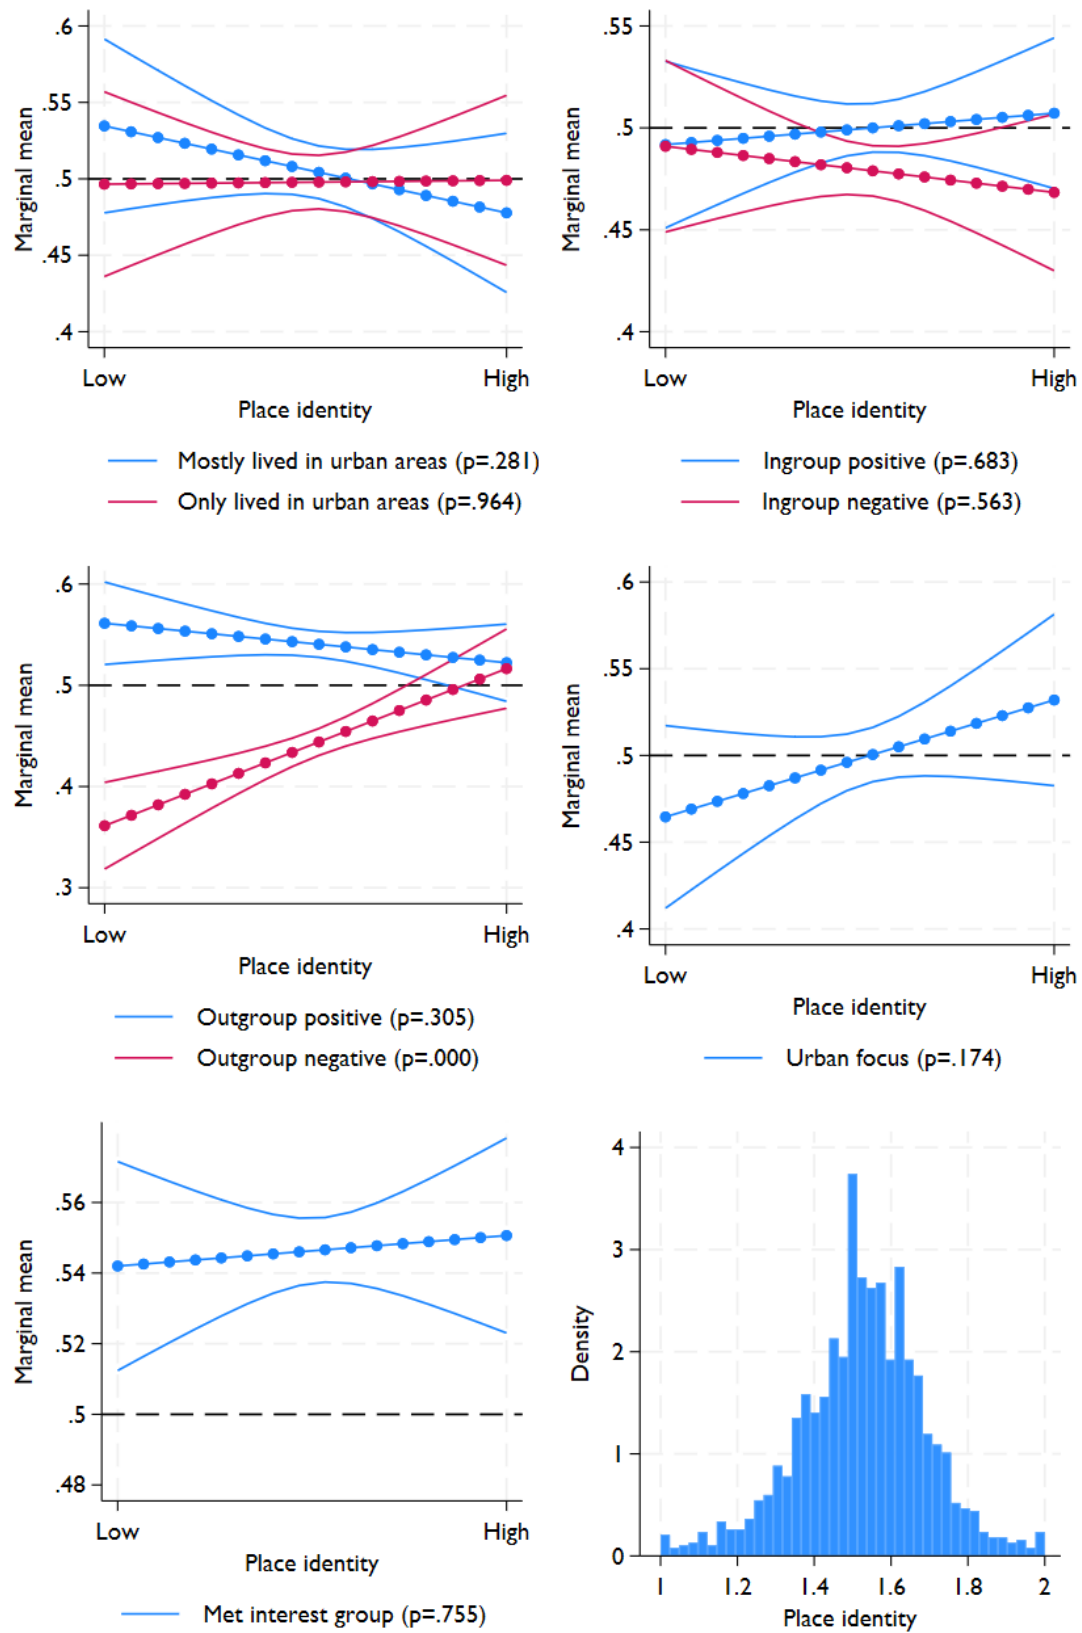 .6
.55
.5
.45
.4
Marginal mean
Low
High
Place identity
Mostly lived in urban areas (p=.281)
Only lived in urban areas (p=.964)
.55
.5
.45
.4
Marginal mean
Low
High
Place identity
Ingroup positive (p=.683)
Ingroup negative (p=.563)
.6
.5
.4
.3
Marginal mean
Low
High
Place identity
Outgroup positive (p=.305)
Outgroup negative (p=.000)
.6
.55
.5
.45
.4
Marginal mean
Low
High
Place identity
Urban focus (p=.174)
.56
.54
.52
.5
.48
Marginal mean
Low
High
Place identity
Met interest group (p=.755)
4
3
2
1
0
Density
1
1.2
1.4
1.6
1.8
2
Place identity